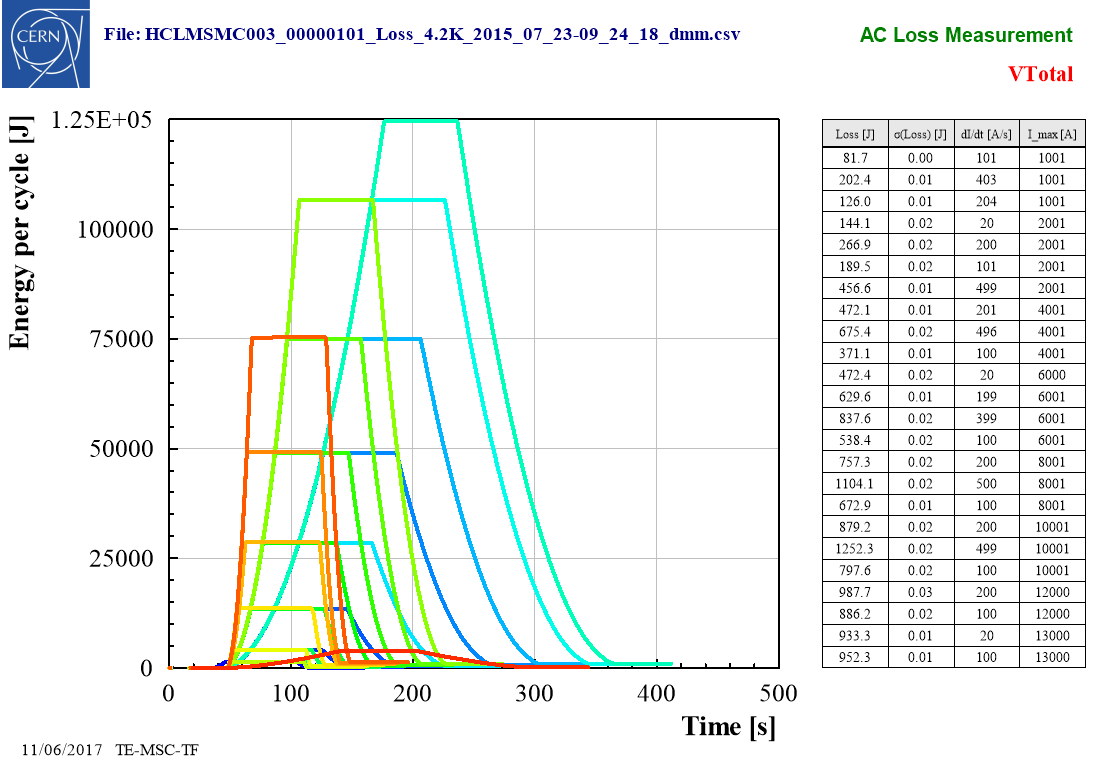 CERN
File: HCLMSMC003_00000101_Loss_4.2K_2015_07_23-09_24_18_dmm.csv
AC Loss Measurement
VTotal
Energy per cycle [J]
1.25E+05
100000
75000
50000
25000
0
0 100 200 300 400 500
Time [s]
Loss [J] σ(Loss) [J] dI/dt [A/s] I_max [A]
81.7 0.00 101 1001
202.4 0.01 403 1001
126.0 0.01 204 1001
144.1 0.02 20 2001
266.9 0.02 200 2001
189.5 0.02 101 2001
456.6 0.01 499 2001
472.1 0.01 201 4001
675.4 0.02 496 4001
371.1 0.01 100 4001
472.4 0.02 20 6000
629.6 0.01 199 6001
837.6 0.02 399 6001
538.4 0.02 100 6001
757.3 0.02 200 8001
1104.1 0.02 500 8001
672.9 0.01 100 8001
879.2 0.02 200 10001
1252.3 0.02 499 10001
797.6 0.02 100 10001
987.7 0.03 200 12000
886.2 0.02 100 12000
933.3 0.01 20 13000
952.3 0.01 100 13000
11/06/2017 TE-MSC-TF